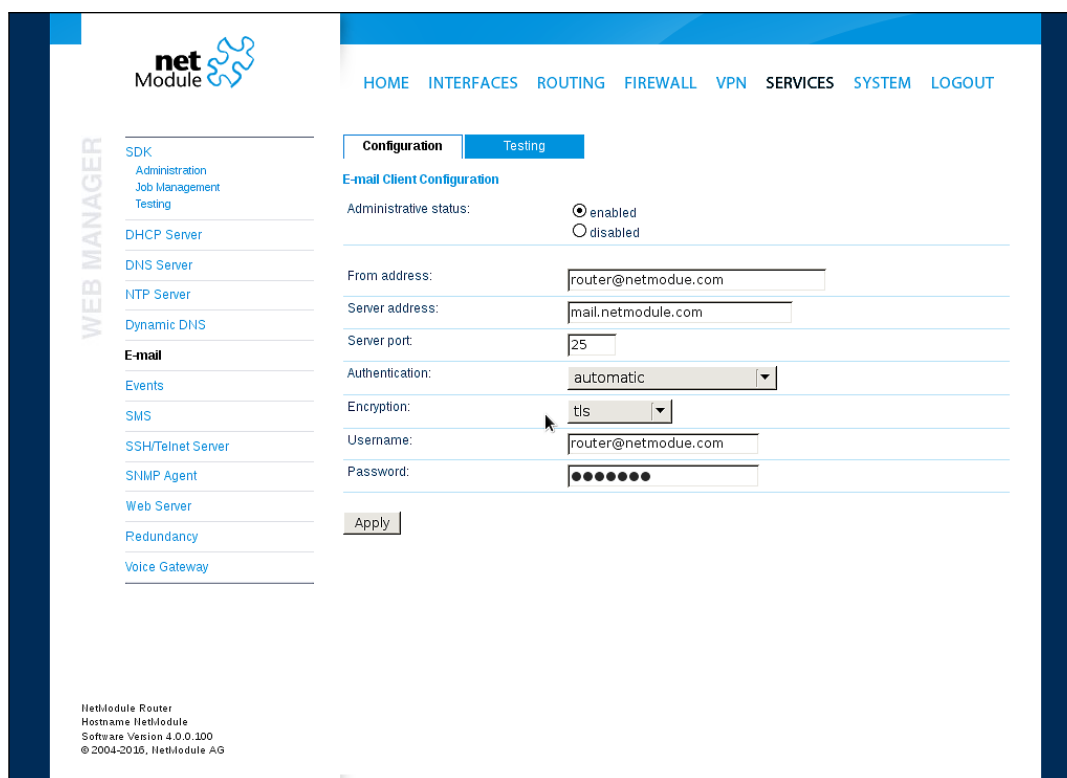 net
Module
HOME INTERFACES ROUTING FIREWALL VPN SERVICES SYSTEM LOGOUT
WEB MANAGER
SDK
Administration
Job Management
Testing
DHCP Server
DNS Server
NTP Server
Dynamic DNS
E-mail
Events
SMS
SSH/Telnet Server
SNMP Agent
Web Server
Redundancy
Voice Gateway
Configuration Testing
E-mail Client Configuration
Administrative status: enabled
disabled
From address: router@netmodue.com
Server address: mail.netmodule.com
Server port: 25
Authentication: automatic
Encryption: tls
Username: router@netmodue.com
Password: ●●●●●●●
Apply
NetModule Router
Hostname NetModule
Software Version 4.0.0.100
© 2004-2016, NetModule AG